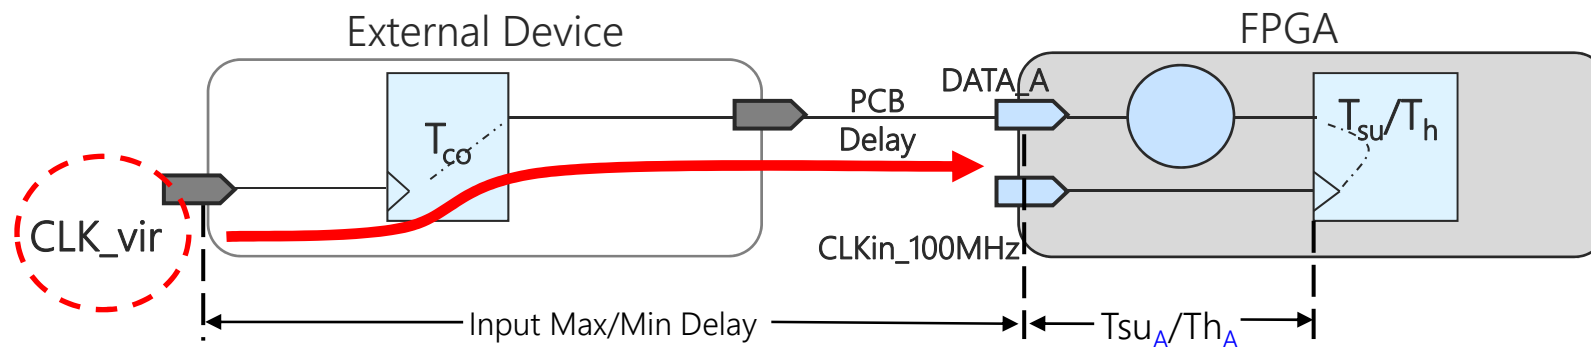 External Device
FPGA
DATA_A
PCB
Delay
Tco
Tsu/Th
CLK_vir
CLKin_100MHz
Input Max/Min Delay
TsuA/ThA